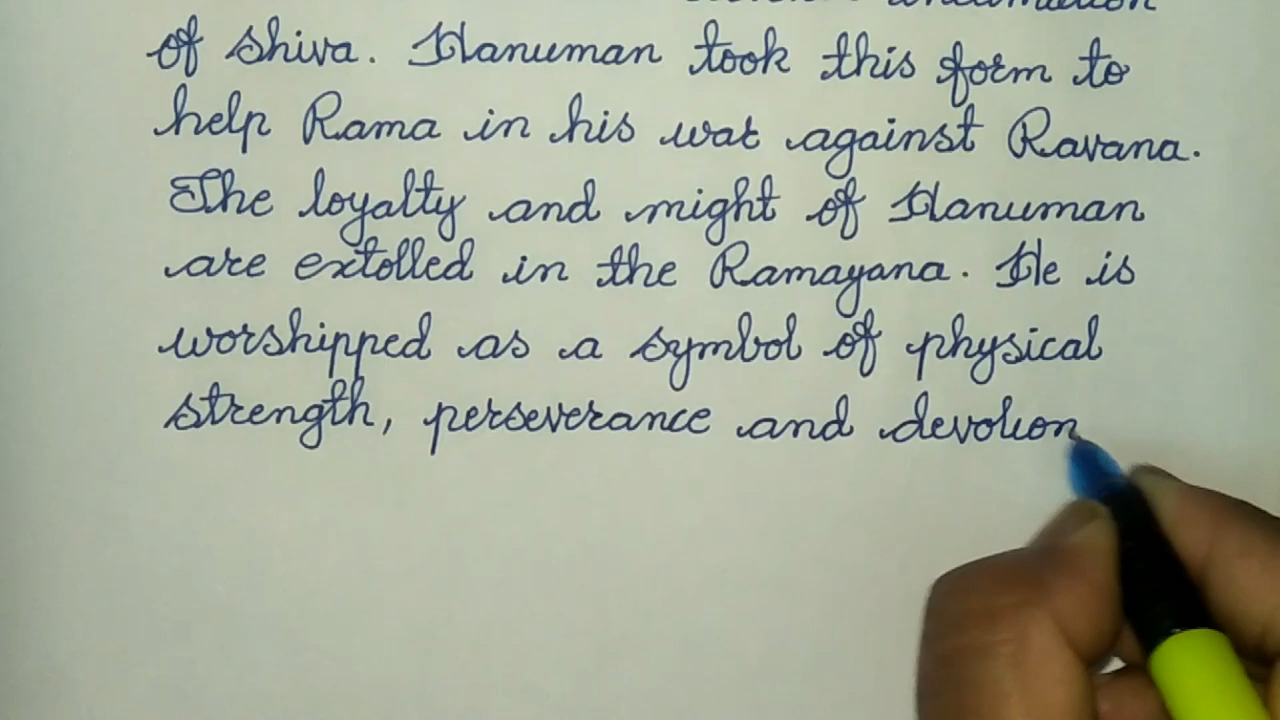 of Shiva. Hanuman took this form to
help Rama in his war against Ravana.
The loyalty and might of Hanuman
are extolled in the Ramayana. He is
worshipped as a symbol of physical
strength, perseverance and devotion